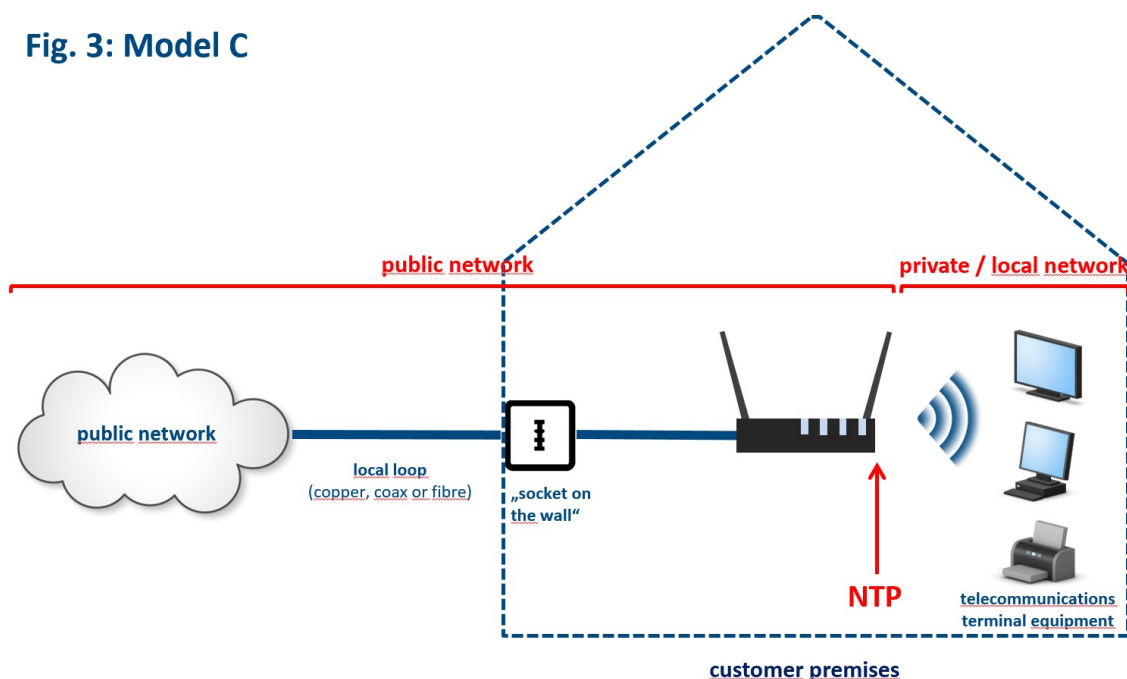 Fig. 3: Model C
public network
private / local network
public network
local loop
(copper, coax or fibre)
„socket on
the wall“
NTP
telecommunications
terminal equipment
customer premises